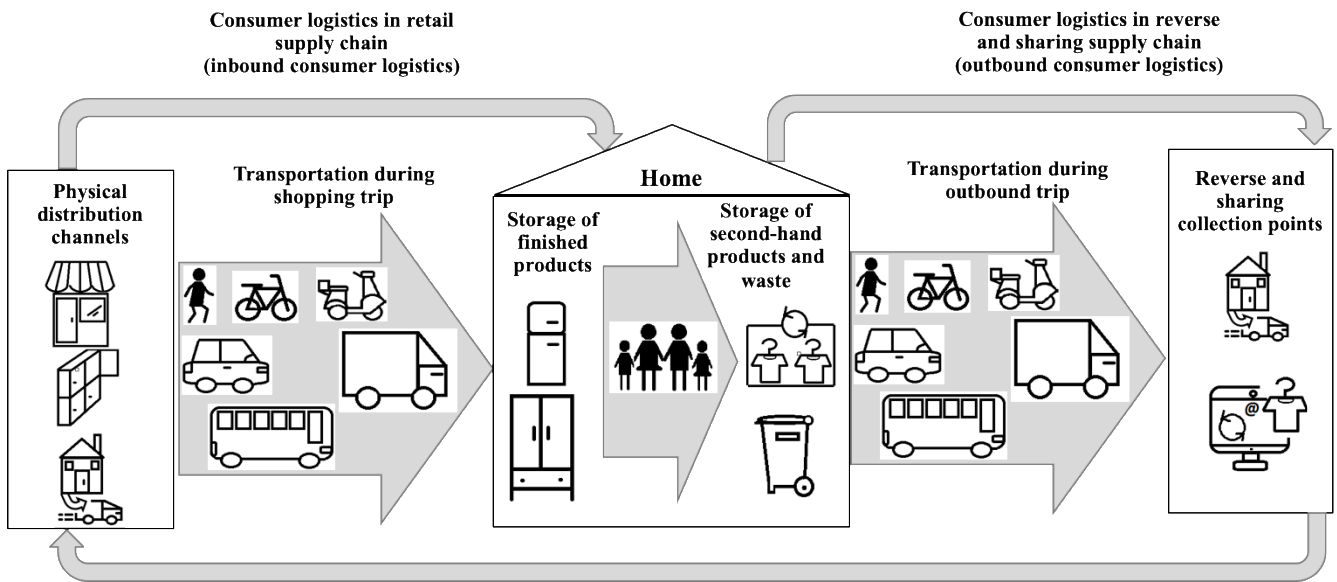 Consumer logistics in retail
supply chain
(inbound consumer logistics)
Consumer logistics in reverse
and sharing supply chain
(outbound consumer logistics)
Physical
distribution
channels
Transportation during
shopping trip
Home
Storage of
finished
products
Storage of
second-hand
products and
waste
Transportation during
outbound trip
Reverse and
sharing
collection points
@